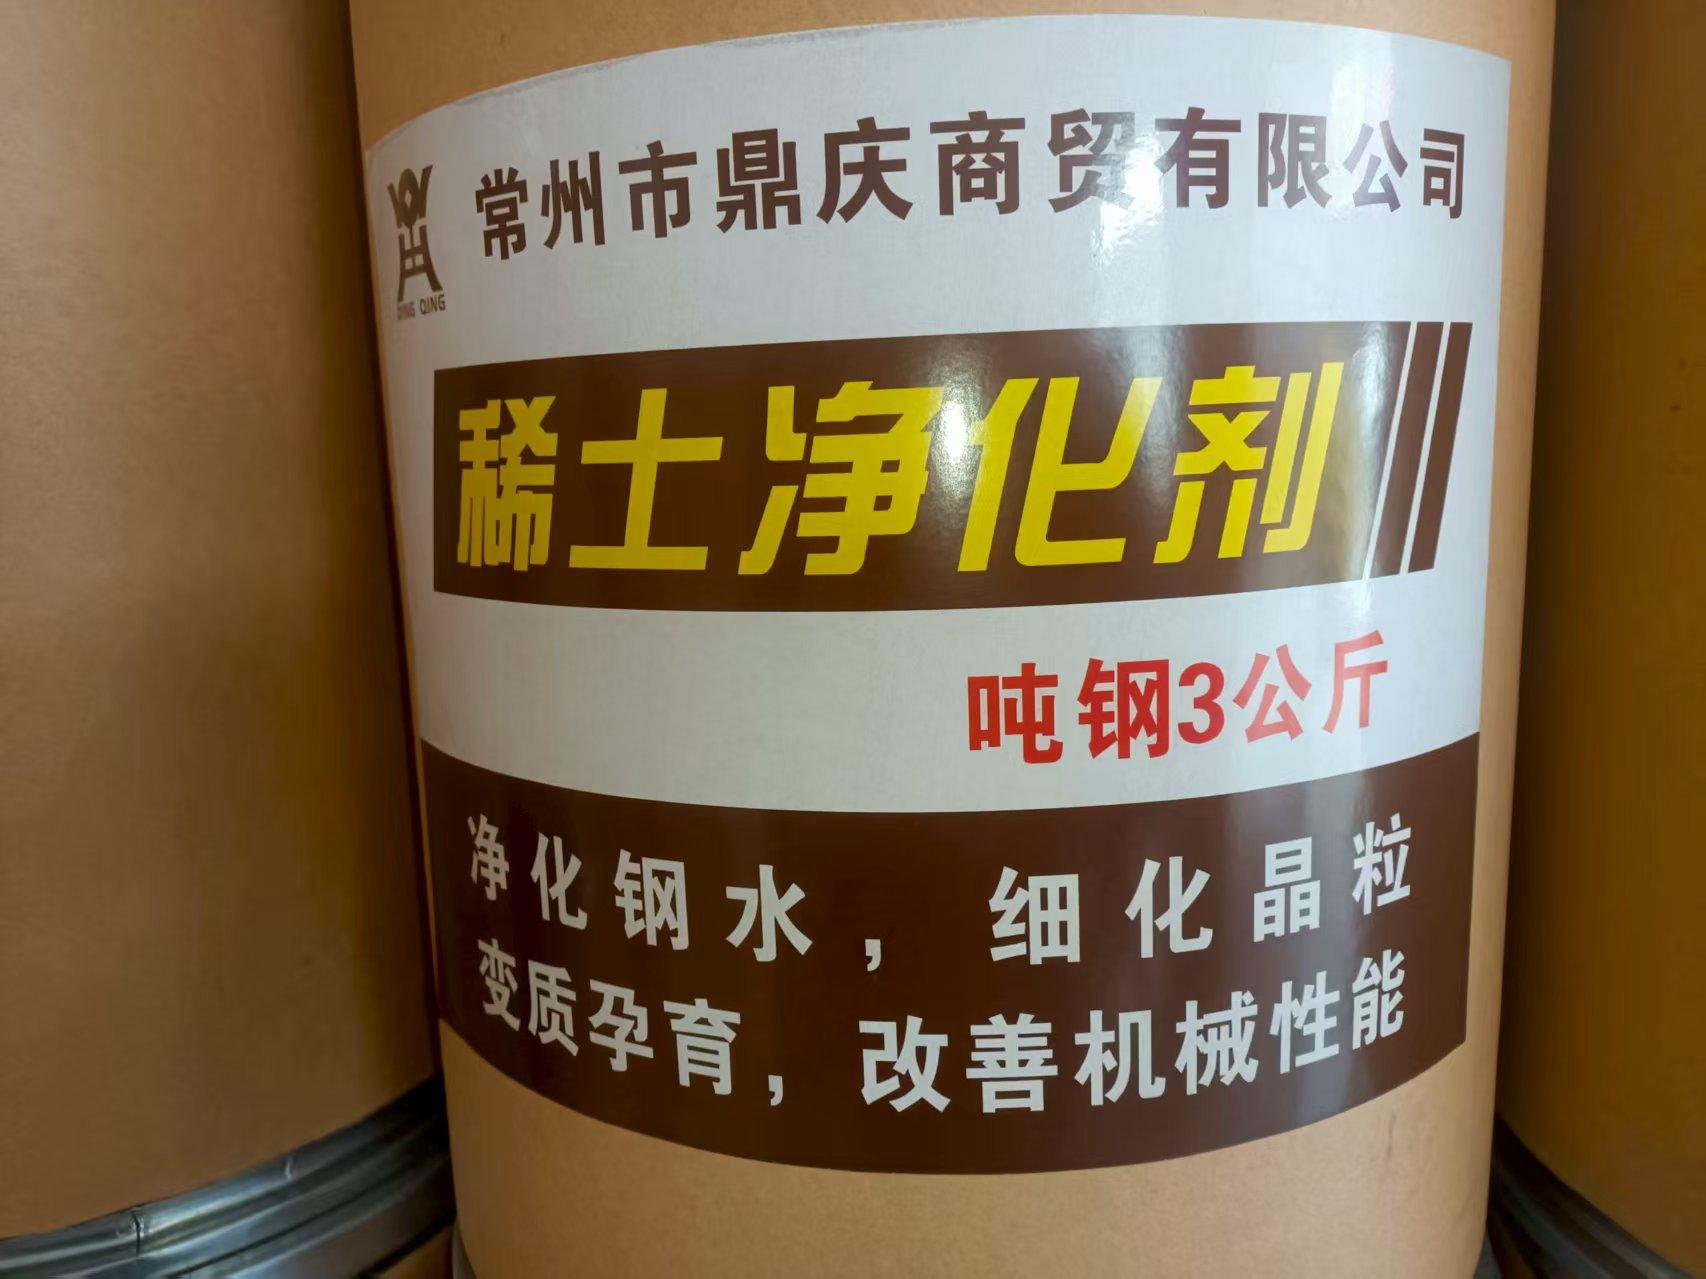 常州市鼎庆商贸有限公司
DING QING
稀土净化剂
吨钢3公斤
净化钢水，细化晶粒
变质孕育，改善机械性能